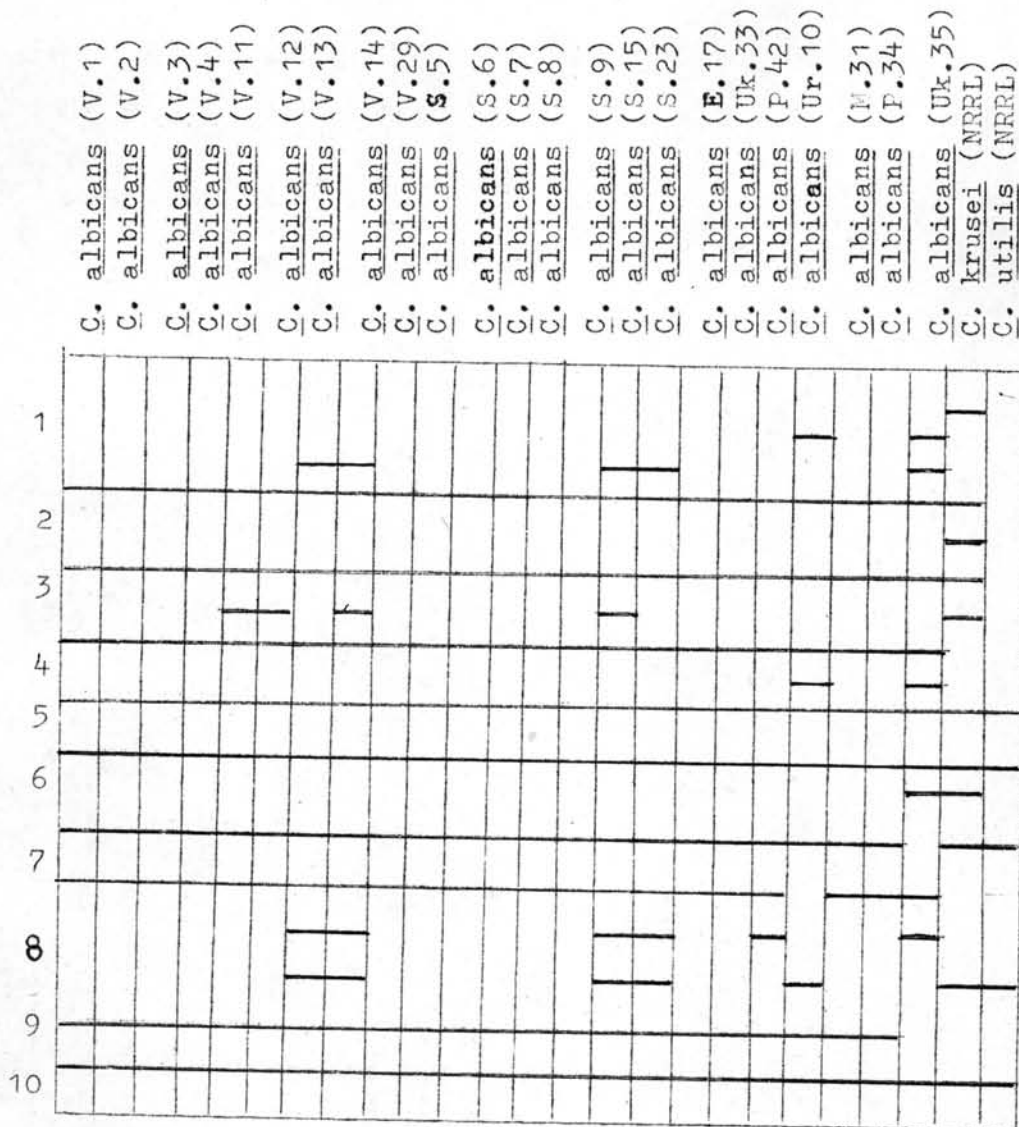 C. albicans (V.1)
C. albicans (V.2)
C. albicans (V.3)
C. albicans (V.4)
C. albicans (V.11)
C. albicans (V.12)
C. albicans (V.13)
C. albicans (V.14)
C. albicans (V.29)
C. albicans (S.5)
C. albicans (S.6)
C. albicans (S.7)
C. albicans (S.8)
C. albicans (S.9)
C. albicans (S.15)
C. albicans (S.23)
C. albicans (E.17)
C. albicans (Uk.33)
C. albicans (P.42)
C. albicans (Ur.10)
C. albicans (M.31)
C. albicans (P.34)
C. albicans (Uk.35)
C. krusei (NRRL)
C. utilis (NRRL)
1
2
3
4
5
6
7
8
9
10